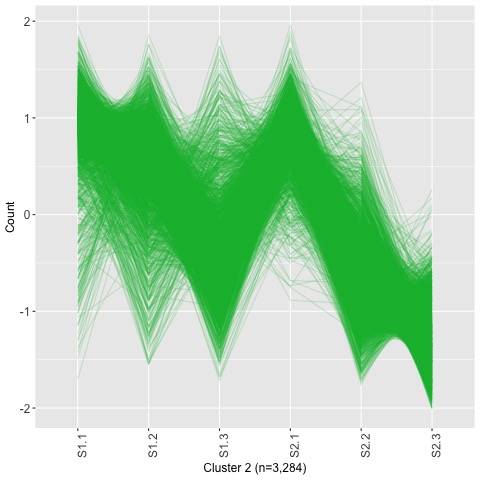 2
1
0
-1
-2
Count
S1.1
S1.2
S1.3
S2.1
S2.2
S2.3
Cluster 2 (n=3,284)